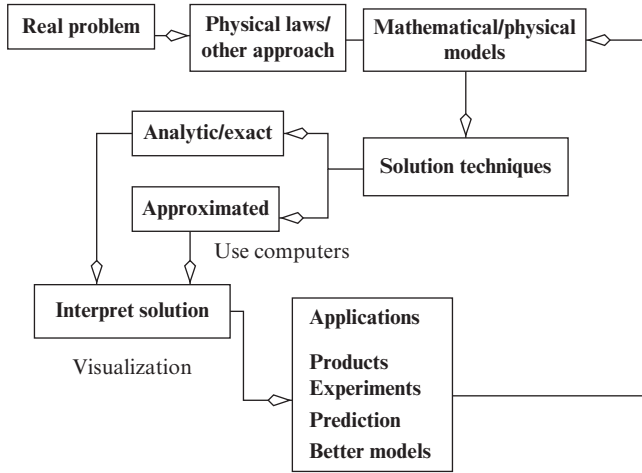 Real problem
Physical laws/
other approach
Mathematical/physical
models
Analytic/exact
Solution techniques
Approximated
Use computers
Interpret solution
Visualization
Applications
Products
Experiments
Prediction
Better models